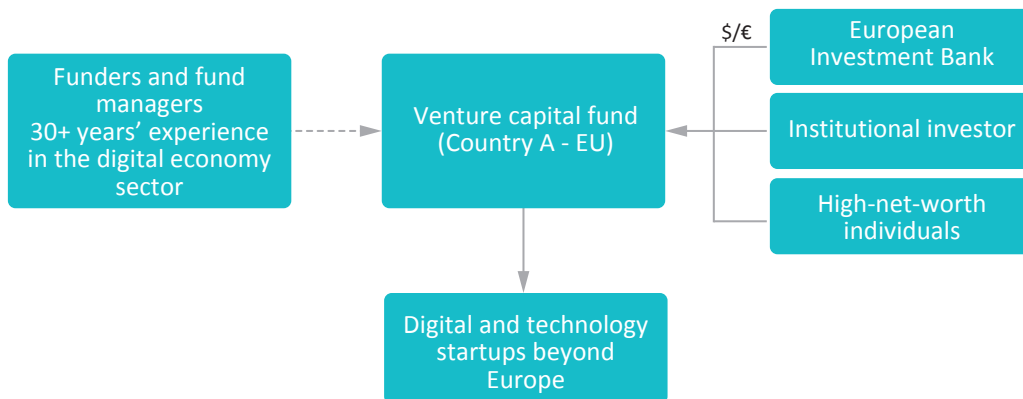 Funders and fund
managers
30+ years’ experience
in the digital economy
sector
Venture capital fund
(Country A - EU)
$/€
European
Investment Bank
Institutional investor
High-net-worth
individuals
Digital and technology
startups beyond
Europe